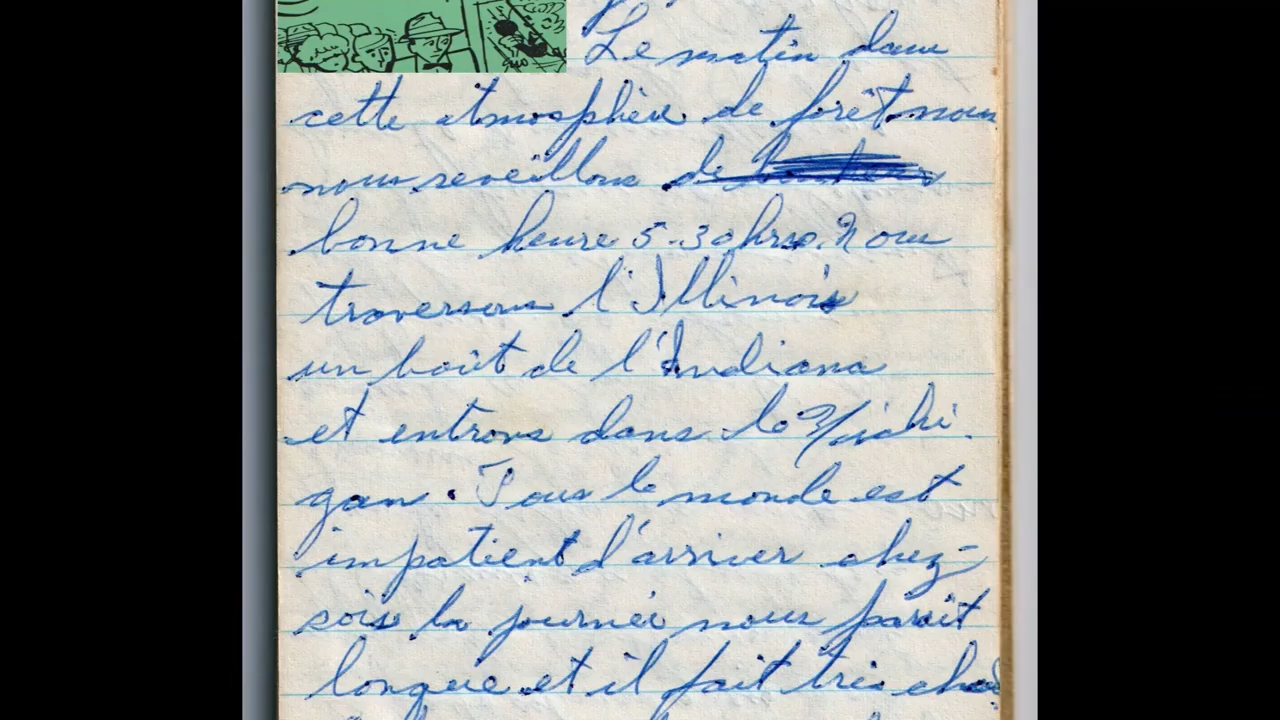 Le matin dans
cette atmosphère de forêt nous
nous reveillons de
bonne heure 5-30 hrs. Nous
traversons l'Illinois
un bout de l'Indiana
et entrons dans le Michi-
gan. Tous le monde est
impatient d'arriver chez-
sois la journée nous parait
longue et il fait très chaud